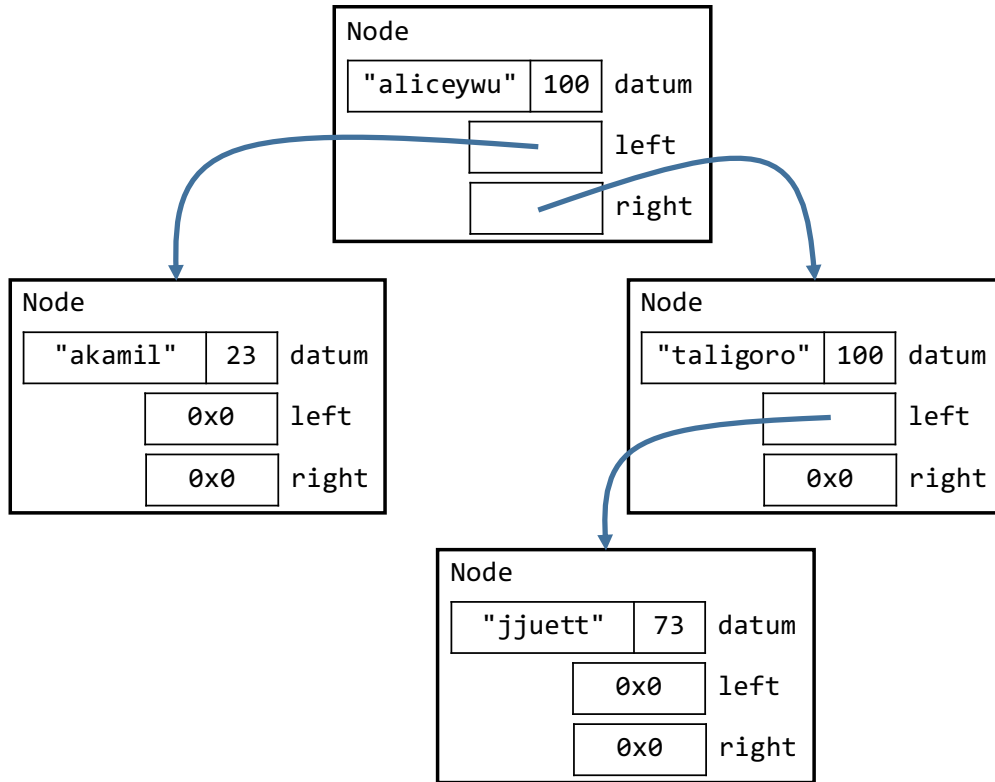 Node
"aliceywu" 100 datum
left
right
Node
"akamil" 23 datum
0x0 left
0x0 right
Node
"taligoro" 100 datum
left
0x0 right
Node
"jjuett" 73 datum
0x0 left
0x0 right